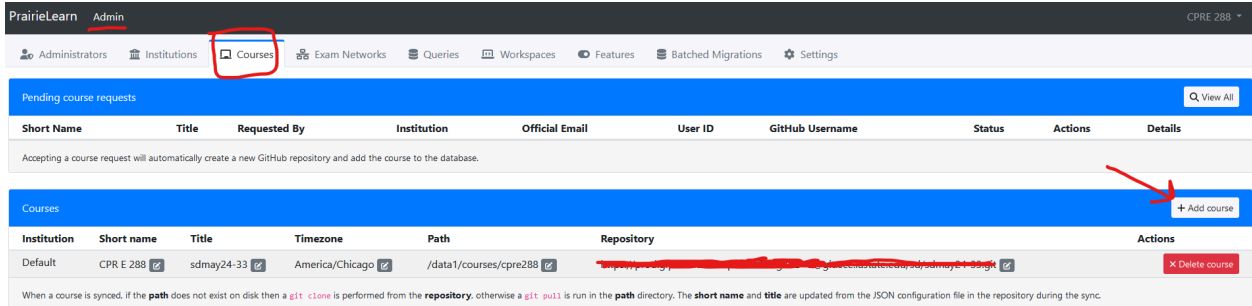 PrairieLearn Admin CPRE 288
Administrators Institutions Courses Exam Networks Queries Workspaces Features Batched Migrations Settings
Pending course requests View All
Short Name Title Requested By Institution Official Email User ID GitHub Username Status Actions Details
Accepting a course request will automatically create a new GitHub repository and add the course to the database.
Courses + Add course
Institution Short name Title Timezone Path Repository Actions
Default CPR E 288 sdmay24-33 America/Chicago /data1/courses/cpre288 × Delete course
When a course is synced, if the path does not exist on disk then a git clone is performed from the repository, otherwise a git pull is run in the path directory. The short name and title are updated from the JSON configuration file in the repository during the sync.